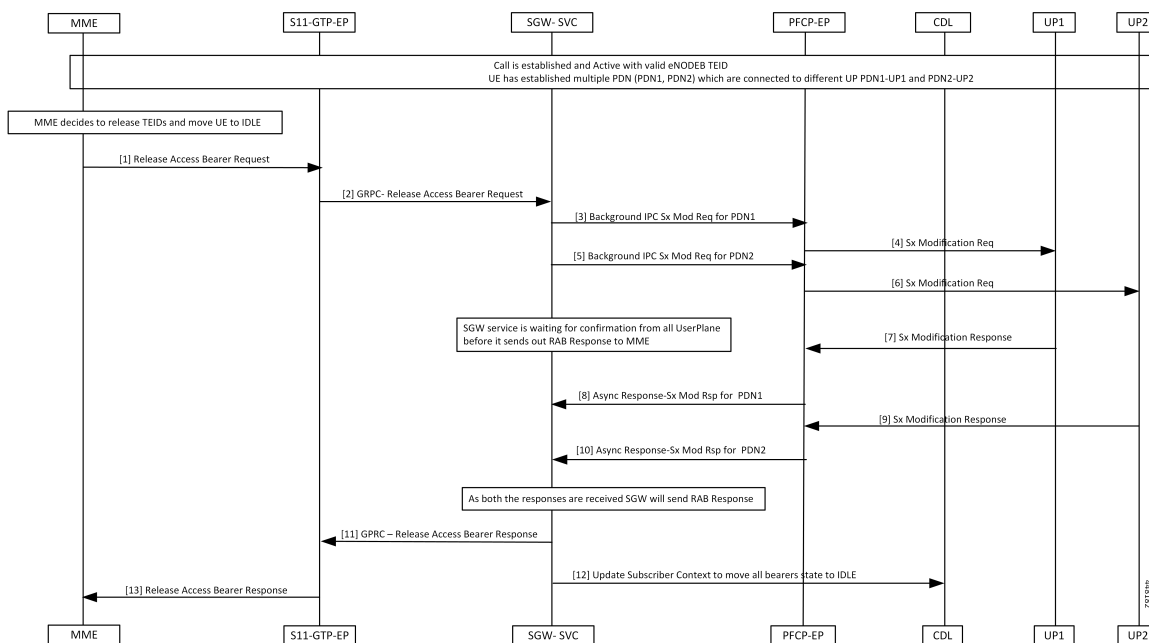 MME
S11-GTP-EP
SGW- SVC
PFCP-EP
CDL
UP1
UP2
Call is established and Active with valid eNODEB TEID
UE has established multiple PDN (PDN1, PDN2) which are connected to different UP PDN1-UP1 and PDN2-UP2
MME decides to release TEIDs and move UE to IDLE
[1] Release Access Bearer Request
[2] GRPC- Release Access Bearer Request
[3] Background IPC Sx Mod Req for PDN1
[4] Sx Modification Req
[5] Background IPC Sx Mod Req for PDN2
[6] Sx Modification Req
SGW service is waiting for confirmation from all UserPlane
before it sends out RAB Response to MME
[7] Sx Modification Response
[8] Async Response-Sx Mod Rsp for PDN1
[9] Sx Modification Response
[10] Async Response-Sx Mod Rsp for PDN2
As both the responses are received SGW will send RAB Response
[11] GPRC – Release Access Bearer Response
[12] Update Subscriber Context to move all bearers state to IDLE
[13] Release Access Bearer Response
MME
S11-GTP-EP
SGW- SVC
PFCP-EP
CDL
UP1
UP2